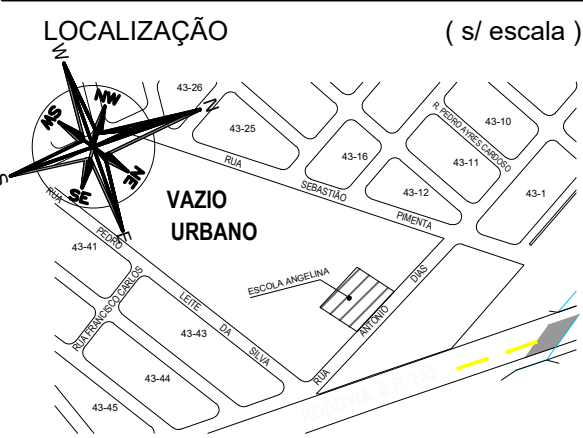 LOCALIZAÇÃO ( s/ escala )
W
NW
N
SW
S
SE
NE
E
43-26
43-25
43-16
43-12
43-11
43-10
43-1
R. PEDRO AYRES CARDOSO
RUA SEBASTIÃO PIMENTA
VAZIO
URBANO
RUA PEDRO LEITE DA SILVA
43-41
RUA FRANCISCO CARLOS
43-43
43-44
43-45
ESCOLA ANGELINA
RUA ANTONIO DIAS
RODOVIA S.P. 255